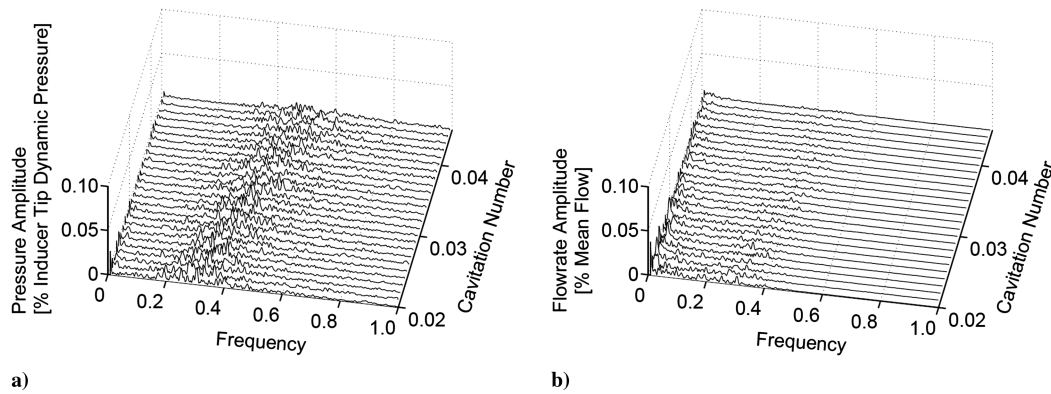 Pressure Amplitude
[% Inducer Tip Dynamic Pressure]
0.10
0.05
0
0
0.2
0.4
0.6
0.8
1.0
Frequency
0.02
0.03
0.04
Cavitation Number
a)
Flowrate Amplitude
[% Mean Flow]
0.10
0.05
0
0
0.2
0.4
0.6
0.8
1.0
Frequency
0.02
0.03
0.04
Cavitation Number
b)